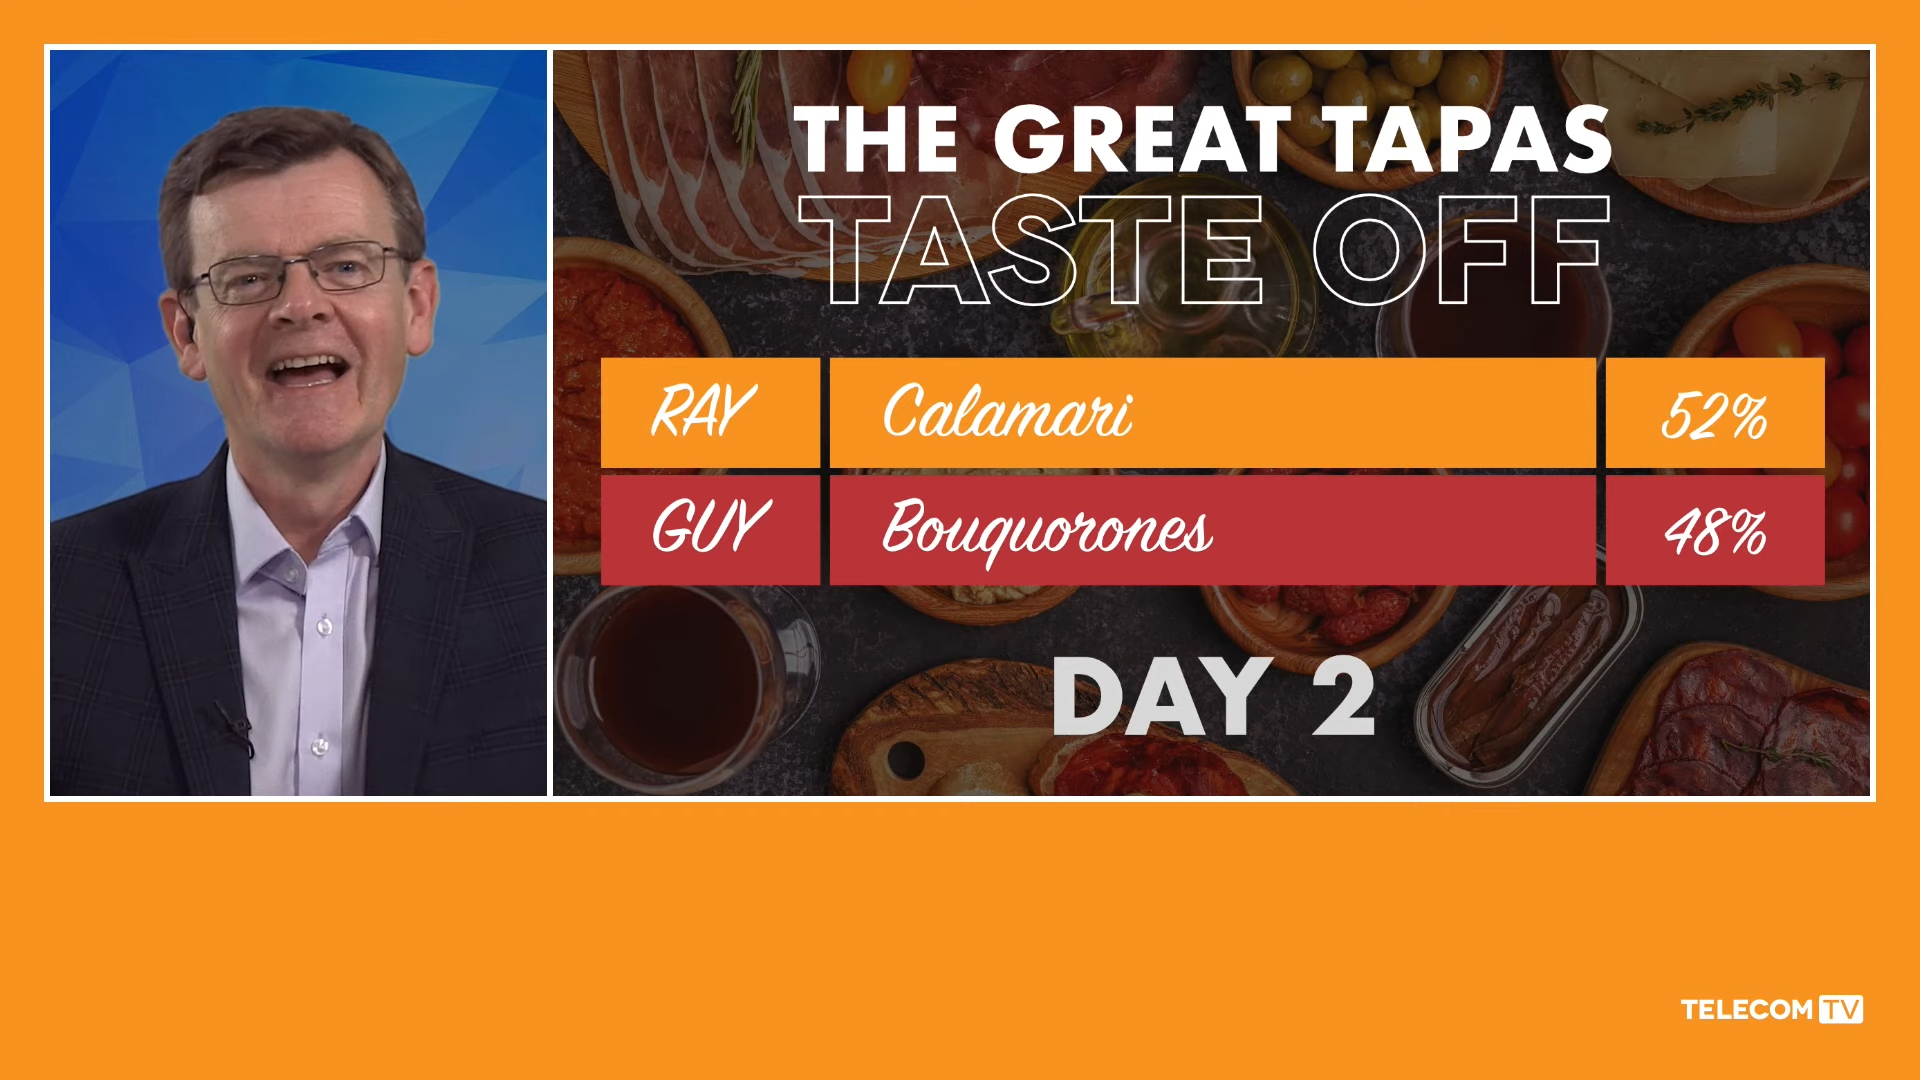 THE GREAT TAPAS
TASTE OFF
RAY Calamari 52%
GUY Bouquorones 48%
DAY 2
TELECOM TV